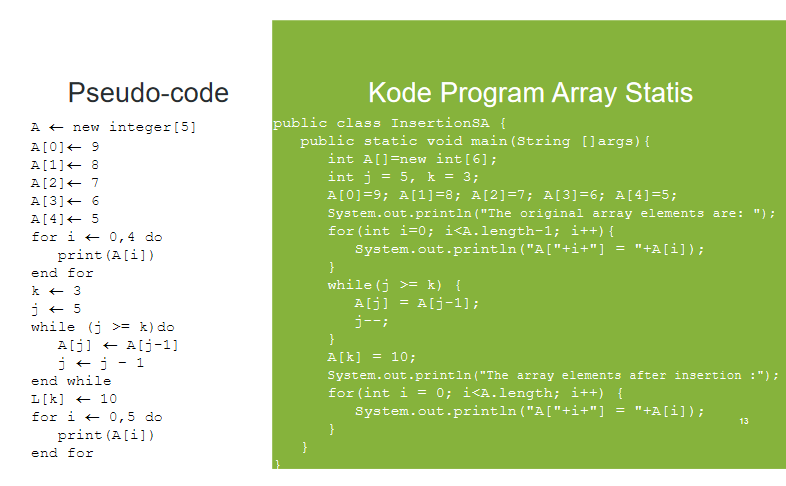 Pseudo-code
A ← new integer[5]
A[0]← 9
A[1]← 8
A[2]← 7
A[3]← 6
A[4]← 5
for i ← 0,4 do
print(A[i])
end for
k ← 3
j ← 5
while (j >= k)do
A[j] ← A[j-1]
j ← j - 1
end while
L[k] ← 10
for i ← 0,5 do
print(A[i])
end for
Kode Program Array Statis
public class InsertionSA {
public static void main(String []args){
int A[]=new int[6];
int j = 5, k = 3;
A[0]=9; A[1]=8; A[2]=7; A[3]=6; A[4]=5;
System.out.println("The original array elements are: ");
for(int i=0; i<A.length-1; i++){
System.out.println("A["+i+"] = "+A[i]);
}
while(j >= k) {
A[j] = A[j-1];
j--;
}
A[k] = 10;
System.out.println("The array elements after insertion :");
for(int i = 0; i<A.length; i++) {
System.out.println("A["+i+"] = "+A[i]);
}
}
}
13